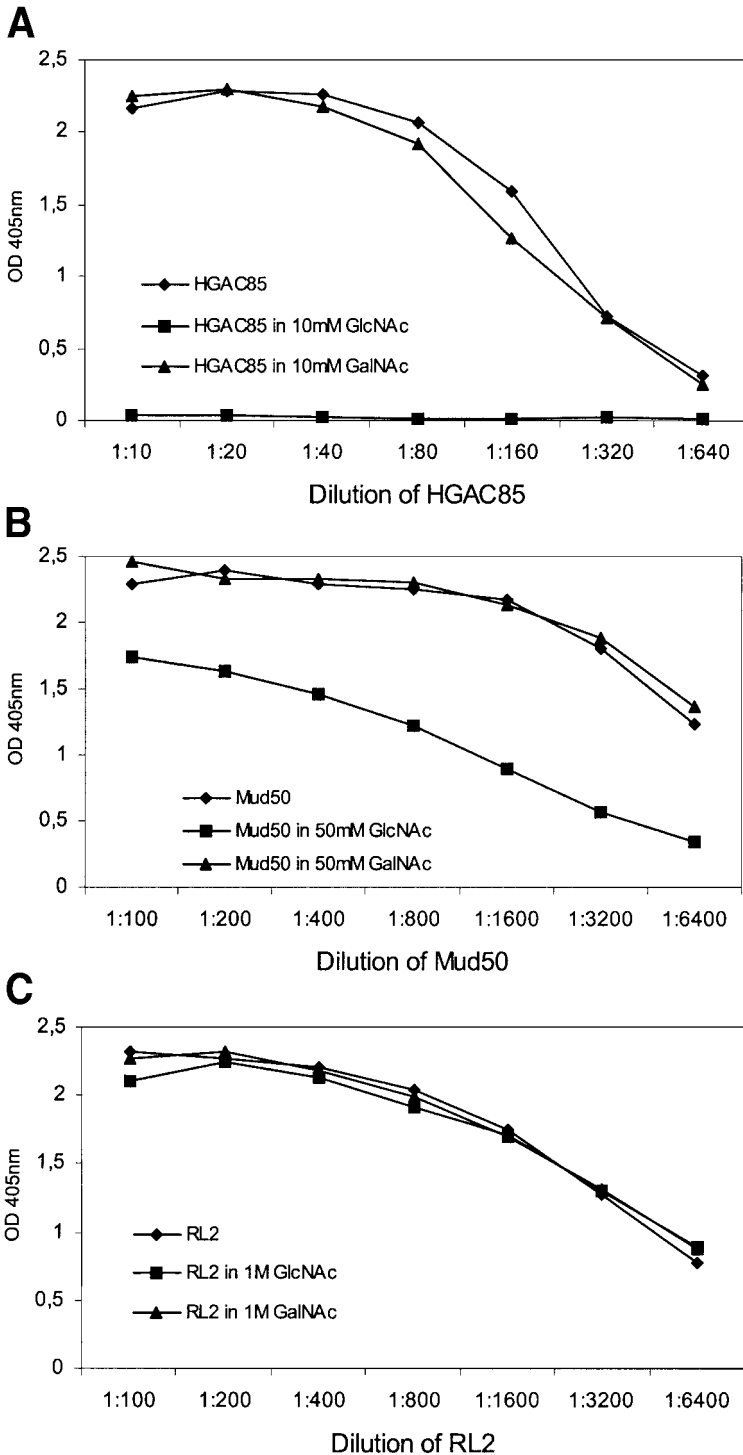 A
2,5
2
1,5
1
0,5
0
OD 405nm
HGAC85
HGAC85 in 10mM GlcNAc
HGAC85 in 10mM GalNAc
1:10 1:20 1:40 1:80 1:160 1:320 1:640
Dilution of HGAC85
B
2,5
2
1,5
1
0,5
0
OD 405nm
Mud50
Mud50 in 50mM GlcNAc
Mud50 in 50mM GalNAc
1:100 1:200 1:400 1:800 1:1600 1:3200 1:6400
Dilution of Mud50
C
2,5
2
1,5
1
0,5
0
OD 405nm
RL2
RL2 in 1M GlcNAc
RL2 in 1M GalNAc
1:100 1:200 1:400 1:800 1:1600 1:3200 1:6400
Dilution of RL2